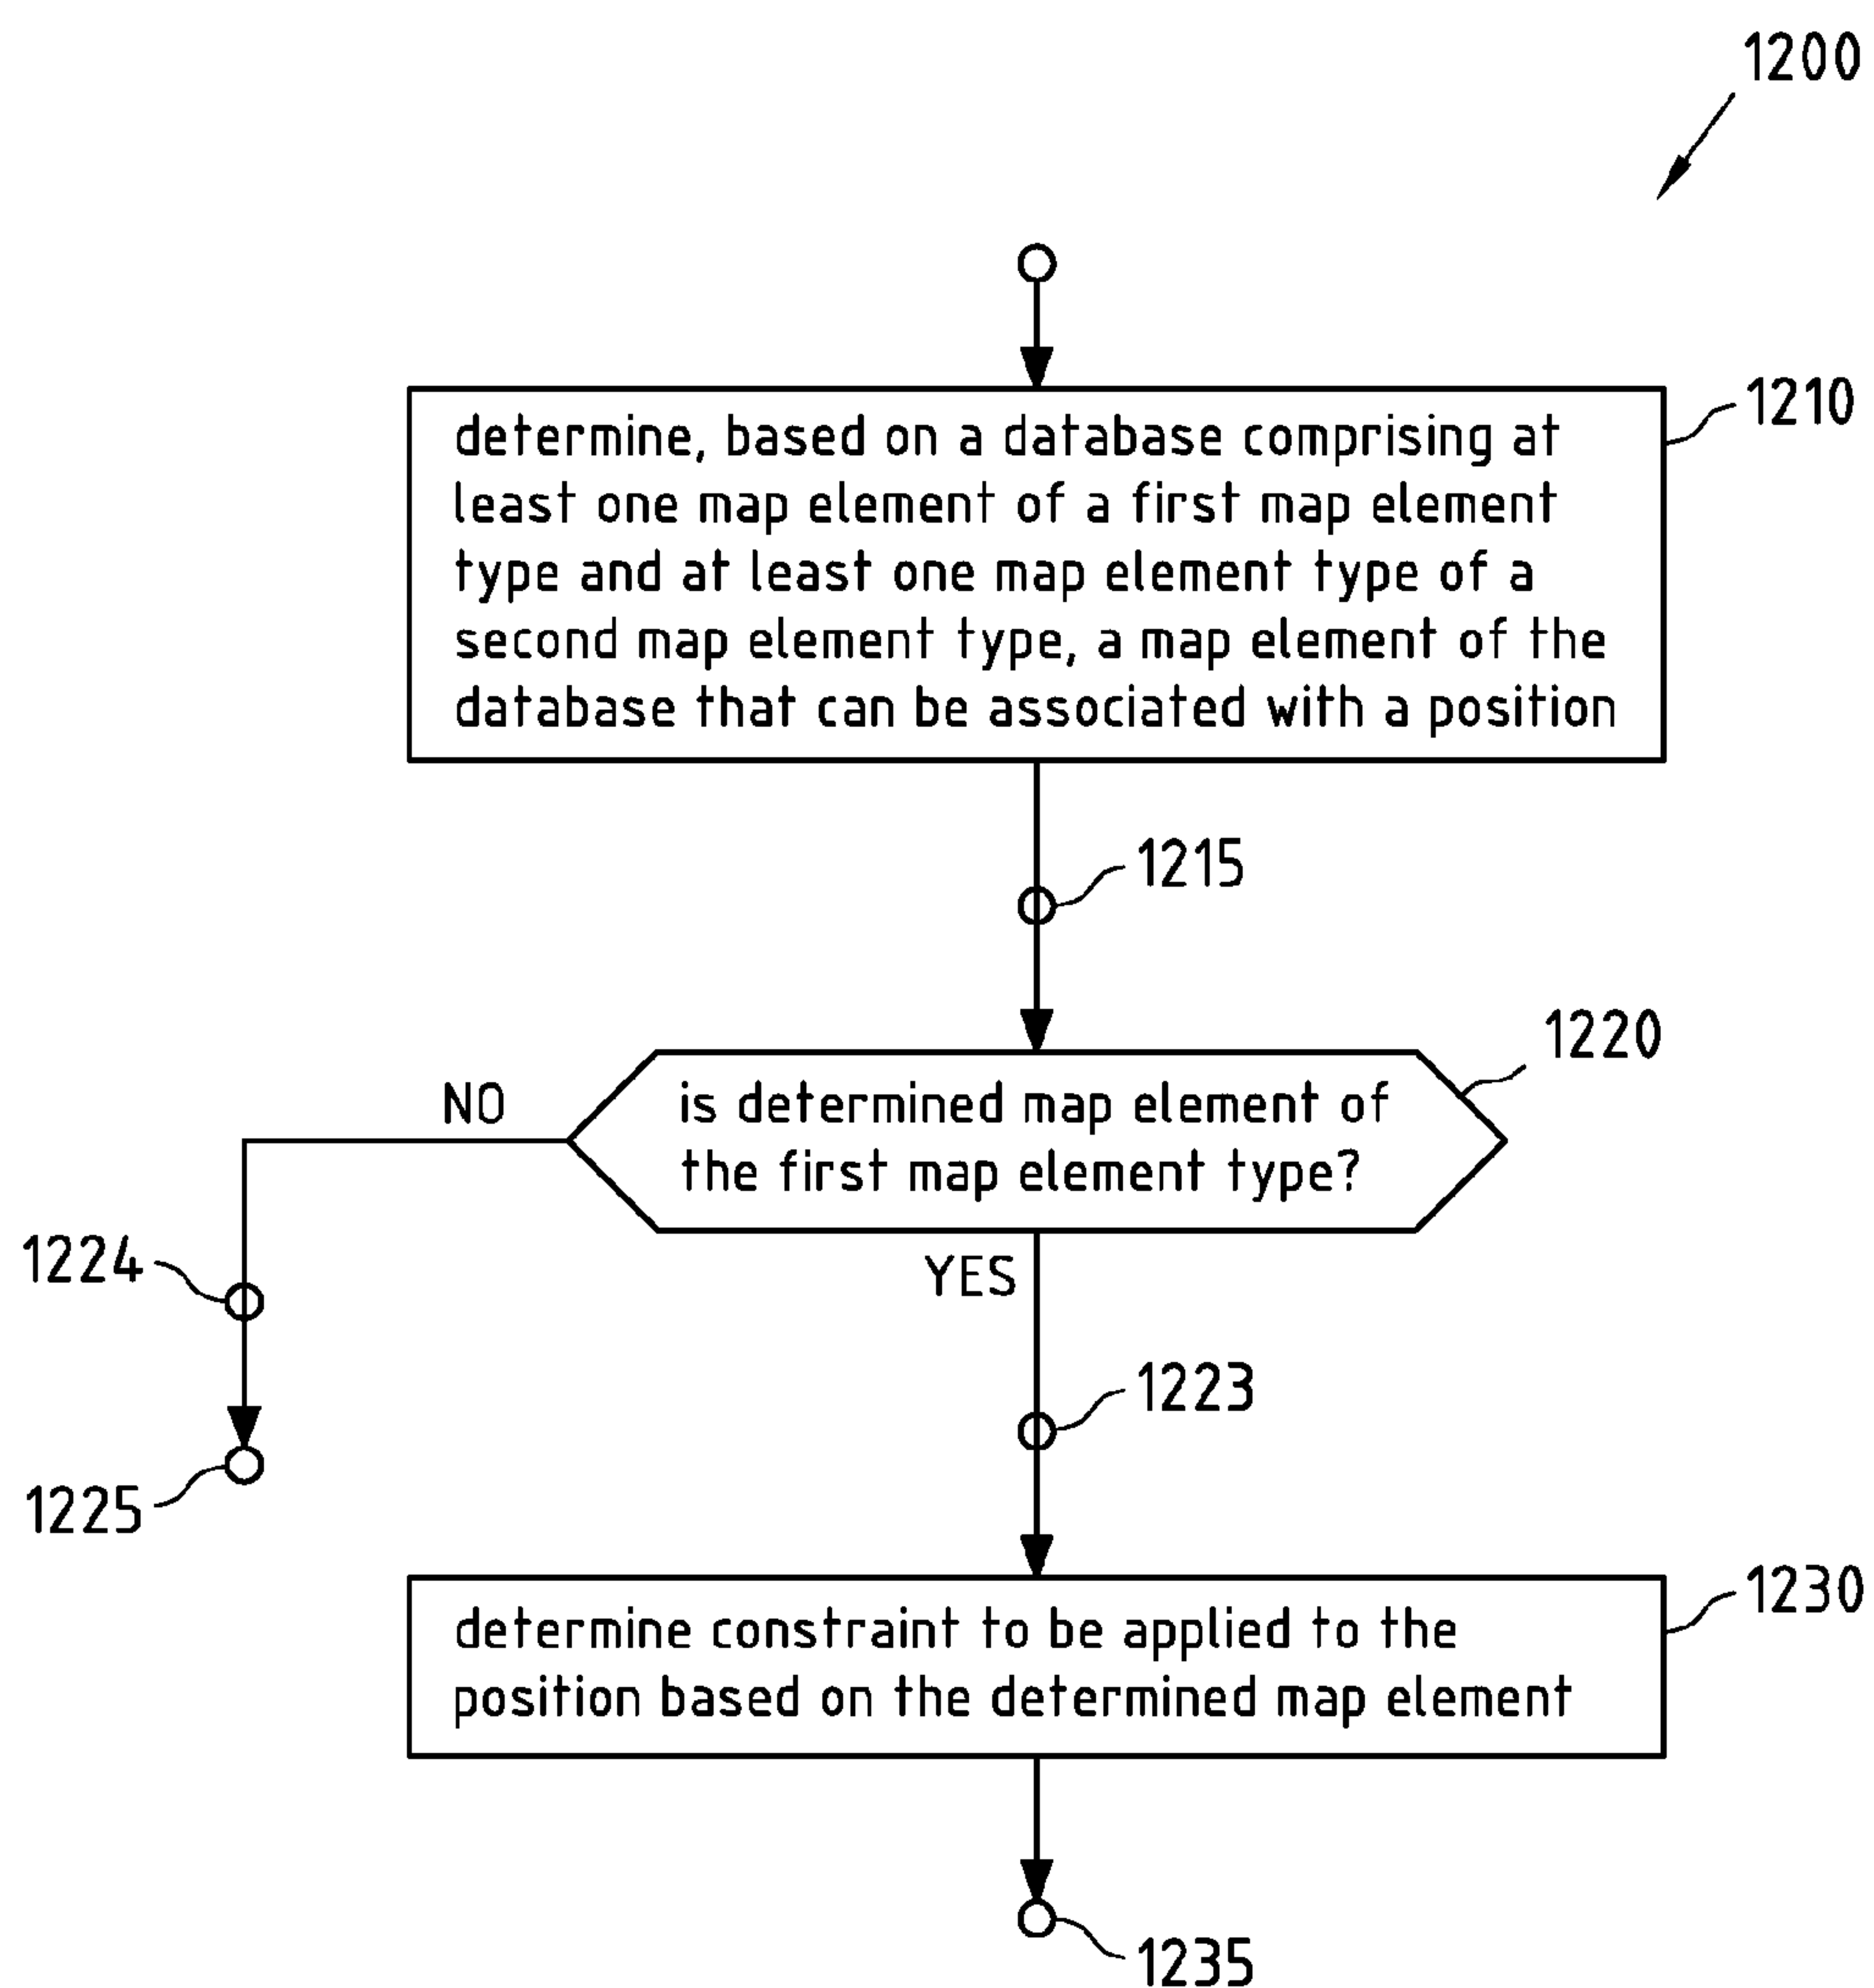 1200
determine, based on a database comprising at
least one map element of a first map element
type and at least one map element type of a
second map element type, a map element of the
database that can be associated with a position
1210
1215
1220
is determined map element of
the first map element type?
NO
YES
1224
1223
1225
determine constraint to be applied to the
position based on the determined map element
1230
1235